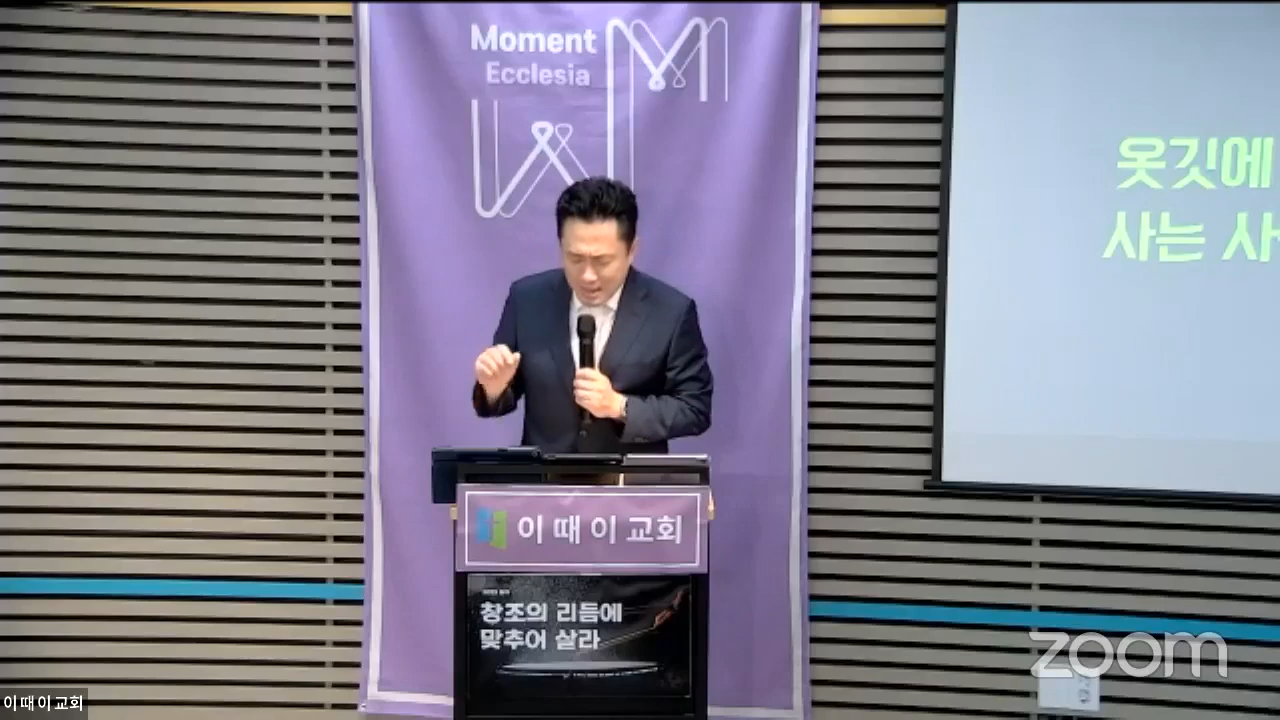 Moment
Ecclesia
옷깃에
사는 사
이 때 이 교회
창조의 리듬에
맞추어 살라
zoom
이 때 이 교회